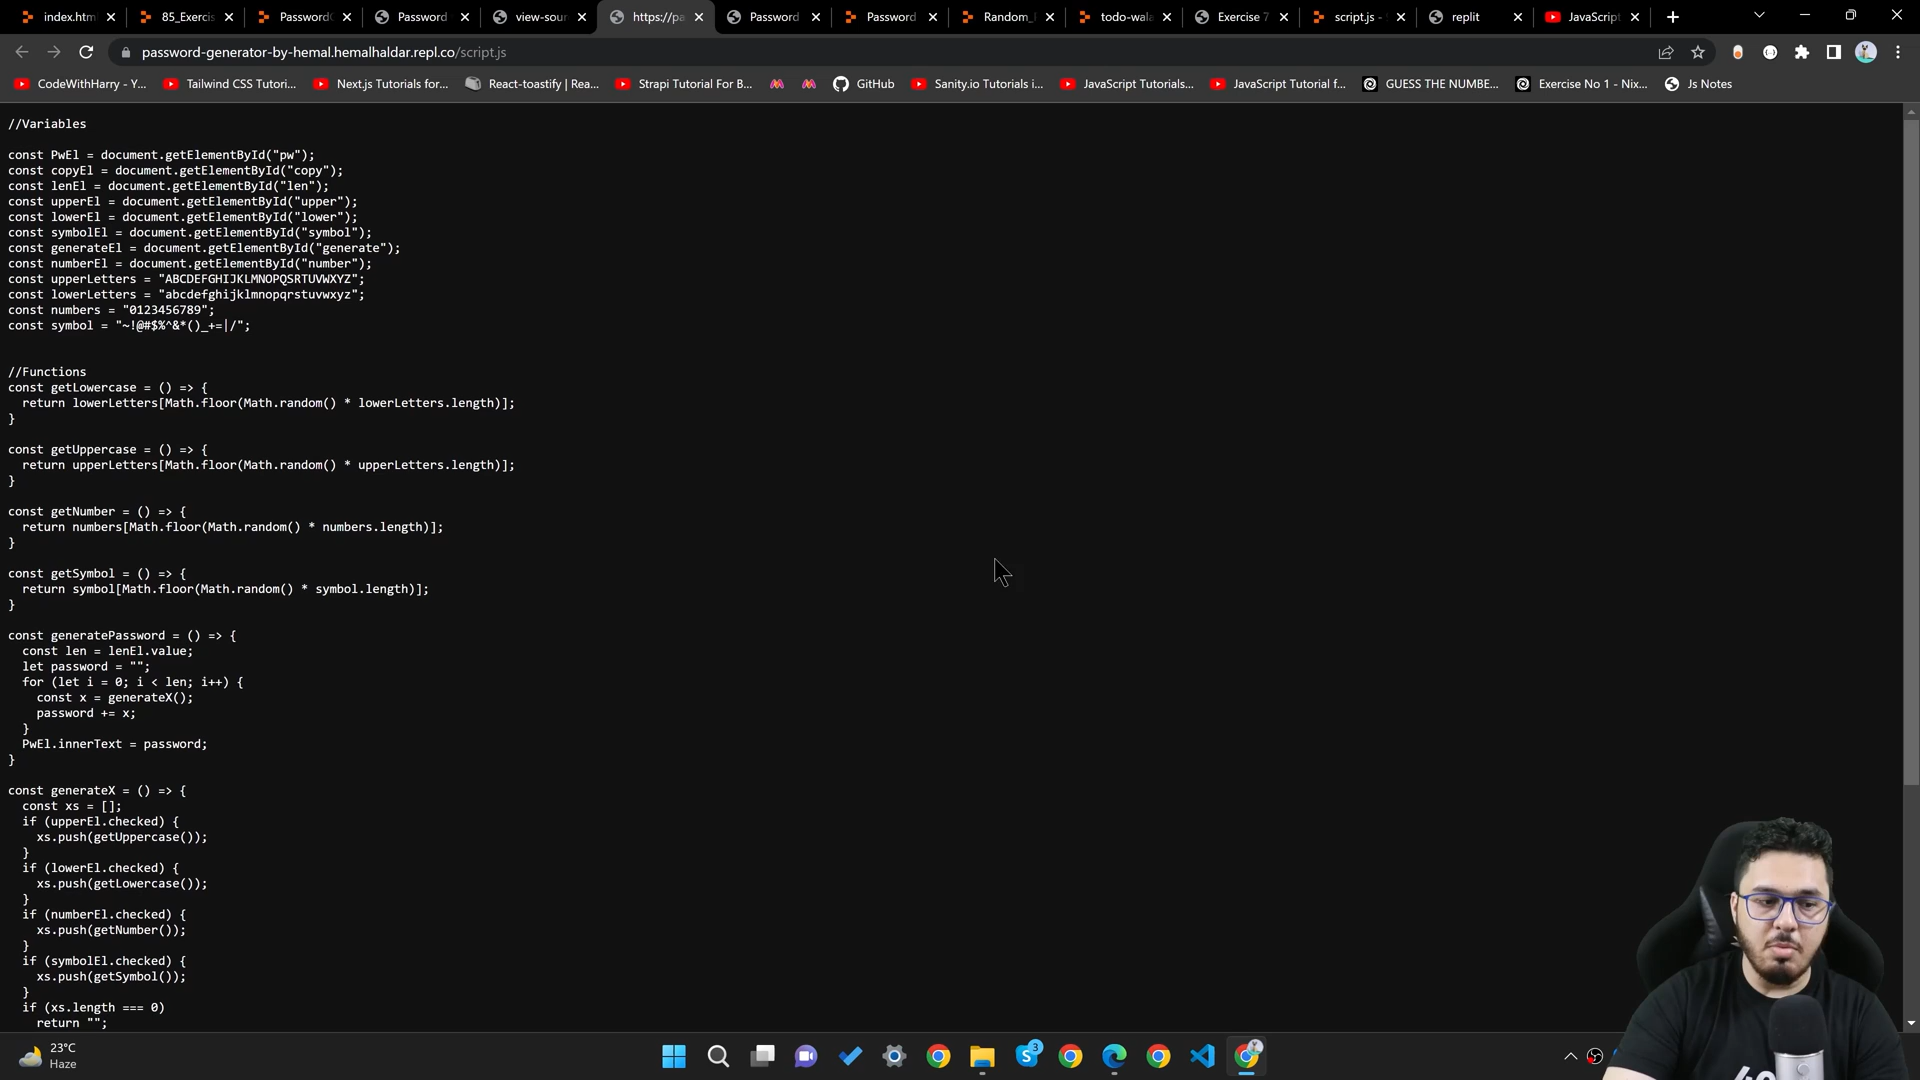 index.htm
85_Exercis
Password
Password
view-sour
https://pa
Password
Password
Random_
todo-wala
Exercise 7
script.js -
replit
JavaScript
password-generator-by-hemal.hemalhaldar.repl.co/script.js
CodeWithHarry - Y...
Tailwind CSS Tutori...
Next.js Tutorials for...
React-toastify | Rea...
Strapi Tutorial For B...
GitHub
Sanity.io Tutorials i...
JavaScript Tutorials...
JavaScript Tutorial f...
GUESS THE NUMBE...
Exercise No 1 - Nix...
Js Notes
//Variables
const PwEl = document.getElementById("pw");
const copyEl = document.getElementById("copy");
const lenEl = document.getElementById("len");
const upperEl = document.getElementById("upper");
const lowerEl = document.getElementById("lower");
const symbolEl = document.getElementById("symbol");
const generateEl = document.getElementById("generate");
const numberEl = document.getElementById("number");
const upperLetters = "ABCDEFGHIJKLMNOPQSRTUVWXYZ";
const lowerLetters = "abcdefghijklmnopqrstuvwxyz";
const numbers = "0123456789";
const symbol = "~!@#$%^&*()_+=|/";
//Functions
const getLowercase = () => {
return lowerLetters[Math.floor(Math.random() * lowerLetters.length)];
}
const getUppercase = () => {
return upperLetters[Math.floor(Math.random() * upperLetters.length)];
}
const getNumber = () => {
return numbers[Math.floor(Math.random() * numbers.length)];
}
const getSymbol = () => {
return symbol[Math.floor(Math.random() * symbol.length)];
}
const generatePassword = () => {
const len = lenEl.value;
let password = "";
for (let i = 0; i < len; i++) {
const x = generateX();
password += x;
}
PwEl.innerText = password;
}
const generateX = () => {
const xs = [];
if (upperEl.checked) {
xs.push(getUppercase());
}
if (lowerEl.checked) {
xs.push(getLowercase());
}
if (numberEl.checked) {
xs.push(getNumber());
}
if (symbolEl.checked) {
xs.push(getSymbol());
}
if (xs.length === 0)
return "";
23°C
Haze
3